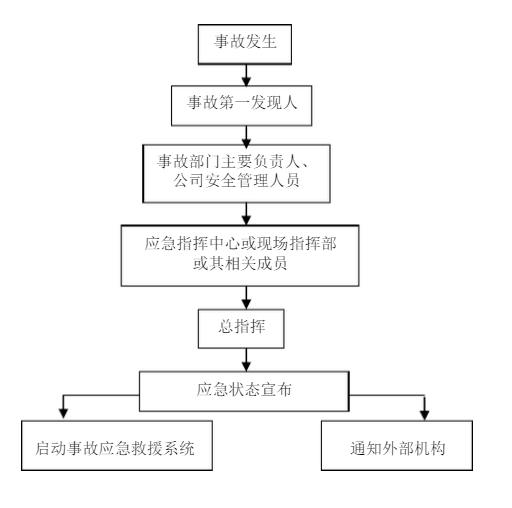 事故发生
事故第一发现人
事故部门主要负责人、
公司安全管理人员
应急指挥中心或现场指挥部
或其相关成员
总指挥
应急状态宣布
启动事故应急救援系统
通知外部机构